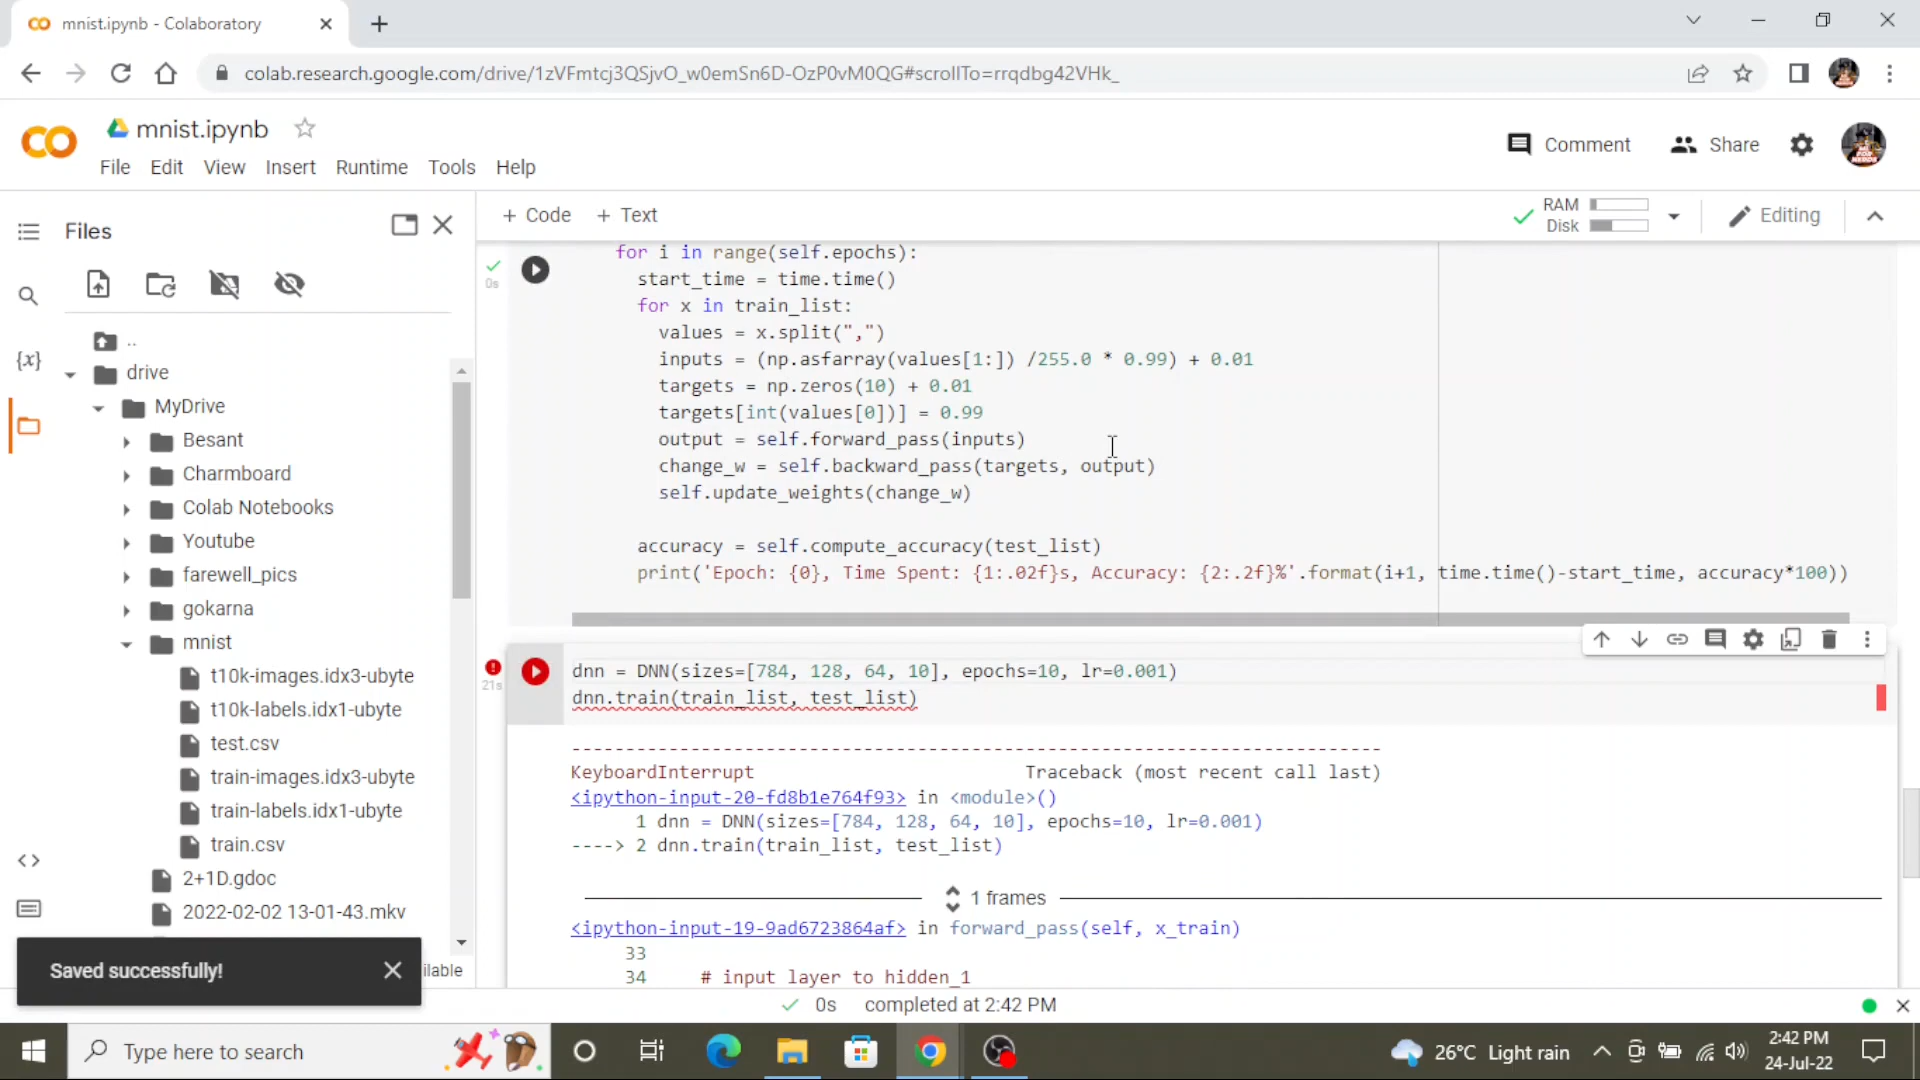 mnist.ipynb - Colaboratory
colab.research.google.com/drive/1zVFmtcj3QSjvO_w0emSn6D-OzP0vM0QG#scrollTo=rrqdbg42VHk_
mnist.ipynb
File Edit View Insert Runtime Tools Help
Comment
Share
Files
+ Code + Text
RAM
Disk
Editing
..
drive
MyDrive
Besant
Charmboard
Colab Notebooks
Youtube
farewell_pics
gokarna
mnist
t10k-images.idx3-ubyte
t10k-labels.idx1-ubyte
test.csv
train-images.idx3-ubyte
train-labels.idx1-ubyte
train.csv
2+1D.gdoc
2022-02-02 13-01-43.mkv
ilable
Saved successfully!
0s
for i in range(self.epochs):
start_time = time.time()
for x in train_list:
values = x.split(",")
inputs = (np.asfarray(values[1:]) /255.0 * 0.99) + 0.01
targets = np.zeros(10) + 0.01
targets[int(values[0])] = 0.99
output = self.forward_pass(inputs)
change_w = self.backward_pass(targets, output)
self.update_weights(change_w)
accuracy = self.compute_accuracy(test_list)
print('Epoch: {0}, Time Spent: {1:.02f}s, Accuracy: {2:.2f}%'.format(i+1, time.time()-start_time, accuracy*100))
21s
dnn = DNN(sizes=[784, 128, 64, 10], epochs=10, lr=0.001)
dnn.train(train_list, test_list)
---------------------------------------------------------------------------
KeyboardInterrupt Traceback (most recent call last)
<ipython-input-20-fd8b1e764f93> in <module>()
1 dnn = DNN(sizes=[784, 128, 64, 10], epochs=10, lr=0.001)
----> 2 dnn.train(train_list, test_list)
1 frames
<ipython-input-19-9ad6723864af> in forward_pass(self, x_train)
33
34 # input layer to hidden_1
0s completed at 2:42 PM
Type here to search
26°C Light rain
2:42 PM
24-Jul-22